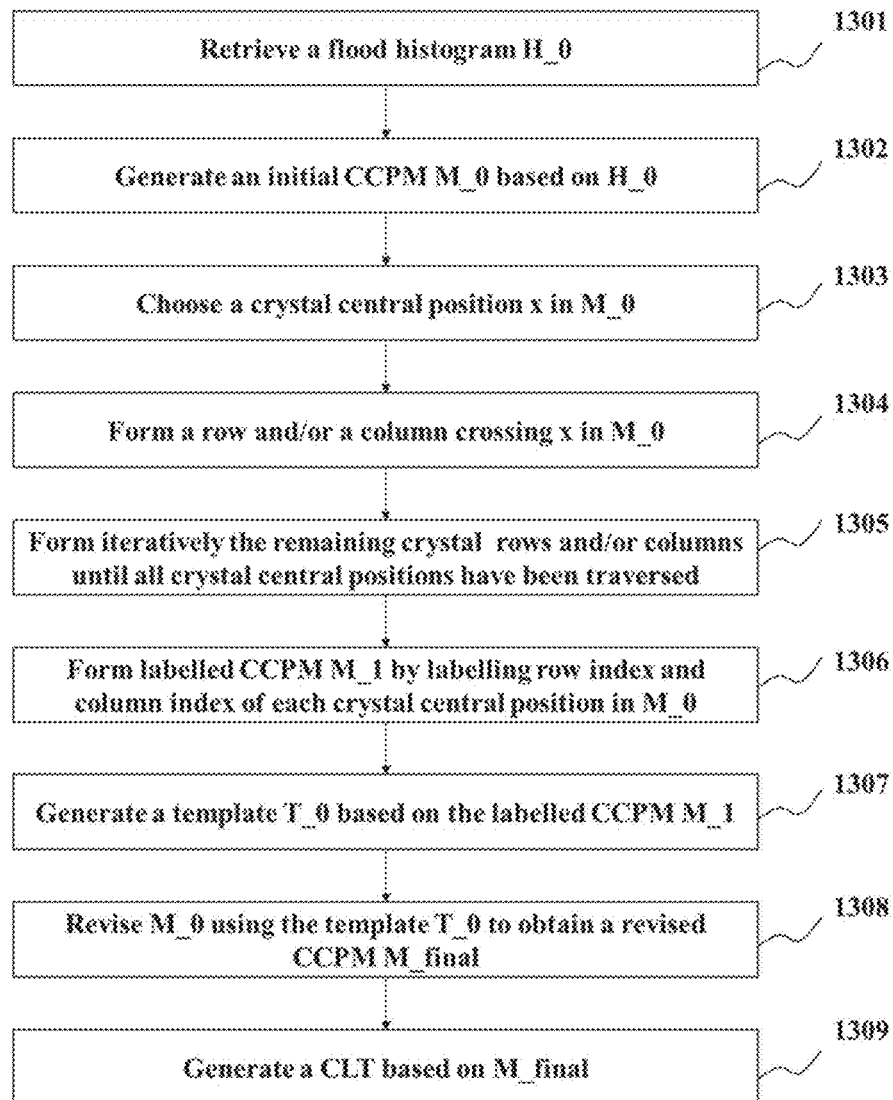 1301
Retrieve a flood histogram H_0
1302
Generate an initial CCPM M_0 based on H_0
1303
Choose a crystal central position x in M_0
1304
Form a row and/or a column crossing x in M_0
1305
Form iteratively the remaining crystal rows and/or columns
until all crystal central positions have been traversed
1306
Form labelled CCPM M_1 by labelling row index and
column index of each crystal central position in M_0
1307
Generate a template T_0 based on the labelled CCPM M_1
1308
Revise M_0 using the template T_0 to obtain a revised
CCPM M_final
1309
Generate a CLT based on M_final